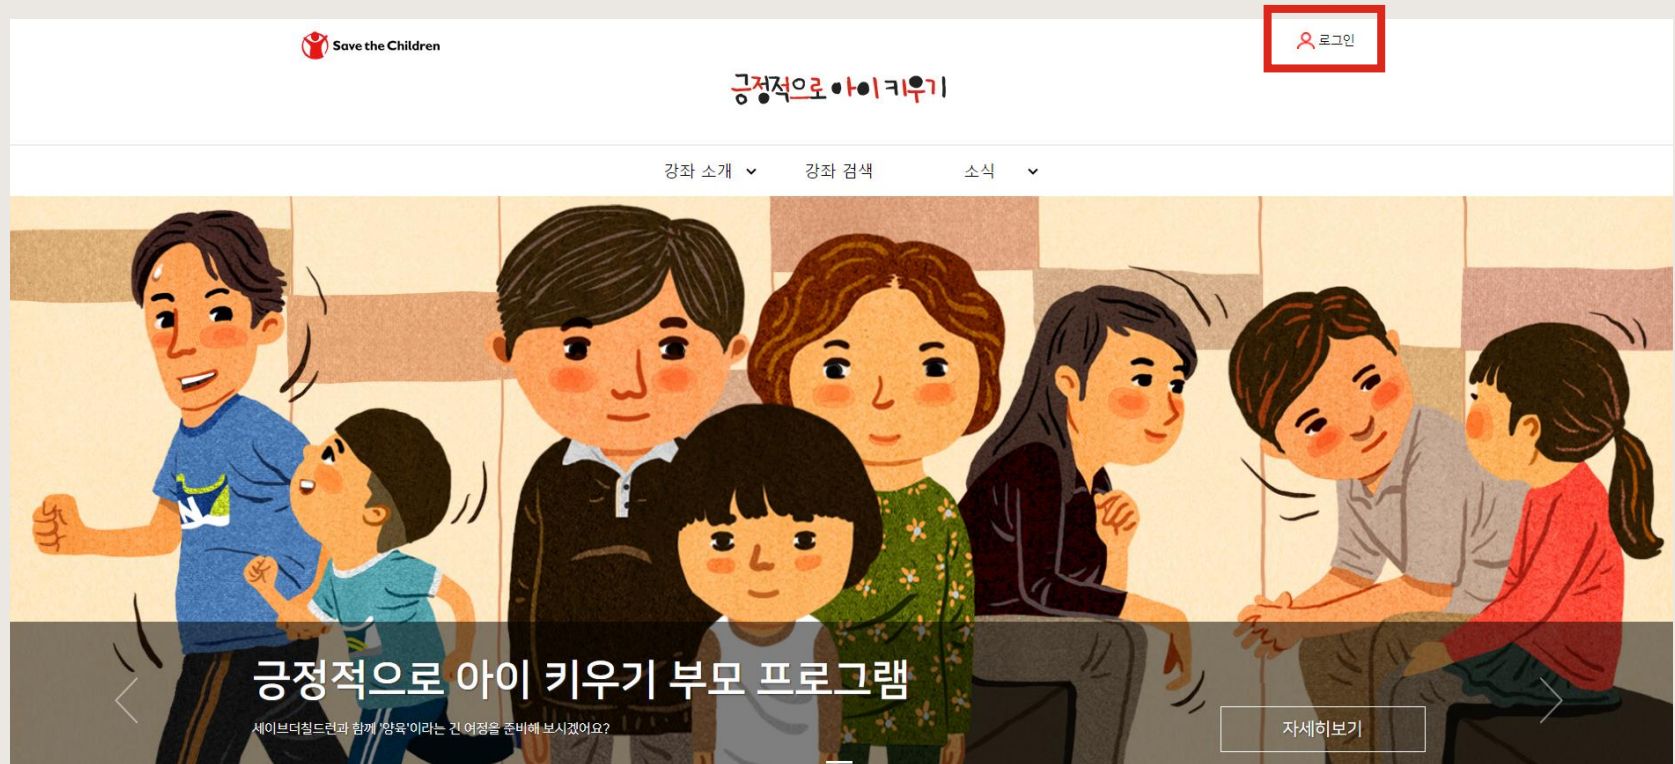 Save the Children
로그인
긍정적으로 아이 키우기
강좌 소개
강좌 검색
소식
긍정적으로 아이 키우기 부모 프로그램
세이브더칠드런과 함께 '양육'이라는 긴 여정을 준비해 보시겠어요?
자세히보기